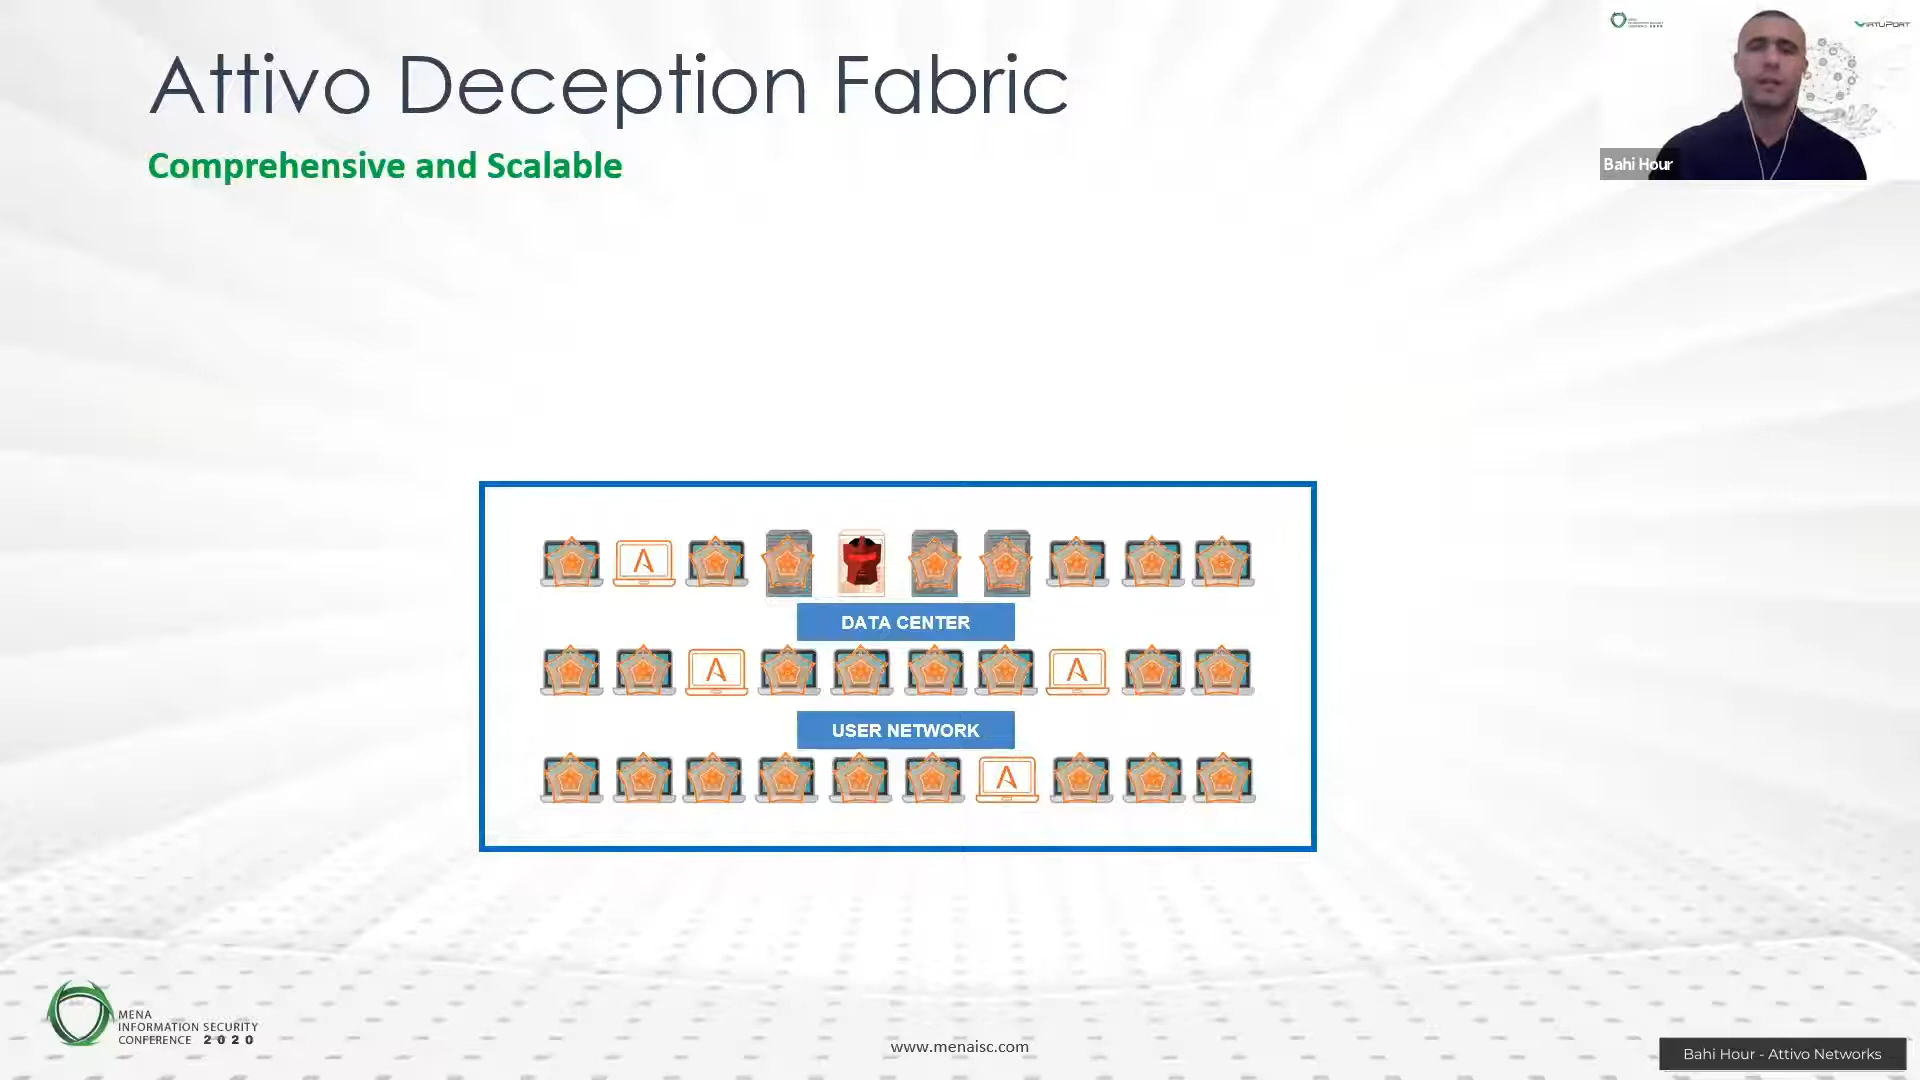 Attivo Deception Fabric
Comprehensive and Scalable
VIRTUPORT
Bahi Hour
A
DATA CENTER
A
A
USER NETWORK
A
MENA
INFORMATION SECURITY
CONFERENCE 2020
www.menaisc.com
Bahi Hour - Attivo Networks